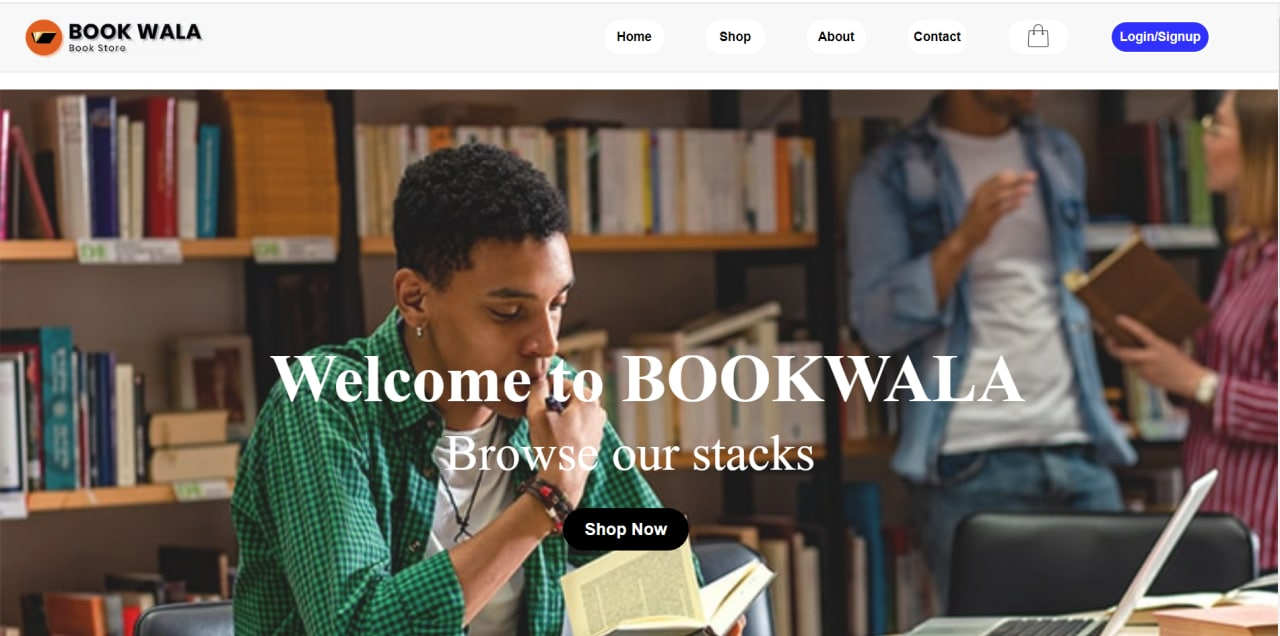 BOOK WALA
Book Store
Home
Shop
About
Contact
Login/Signup
Welcome to BOOKWALA
Browse our stacks
Shop Now